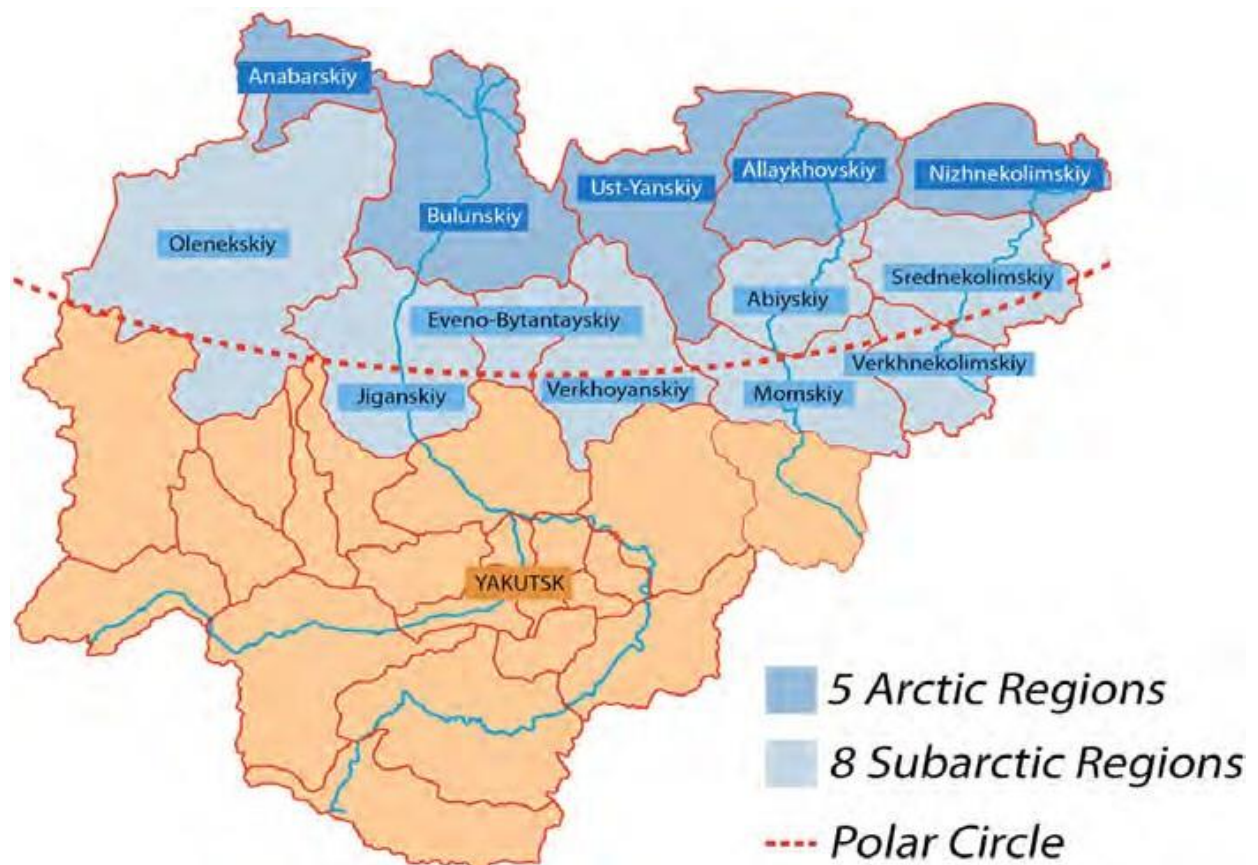 Anabarskiy
Allaykhovskiy
Nizhnekolimskiy
Ust-Yanskiy
Bulunskiy
Olenekskiy
Srednekolimskiy
Abiyskiy
Eveno-Bytantayskiy
Verkhnekolimskiy
Verkhoyanskiy
Momskiy
Jiganskiy
YAKUTSK
5 Arctic Regions
8 Subarctic Regions
Polar Circle